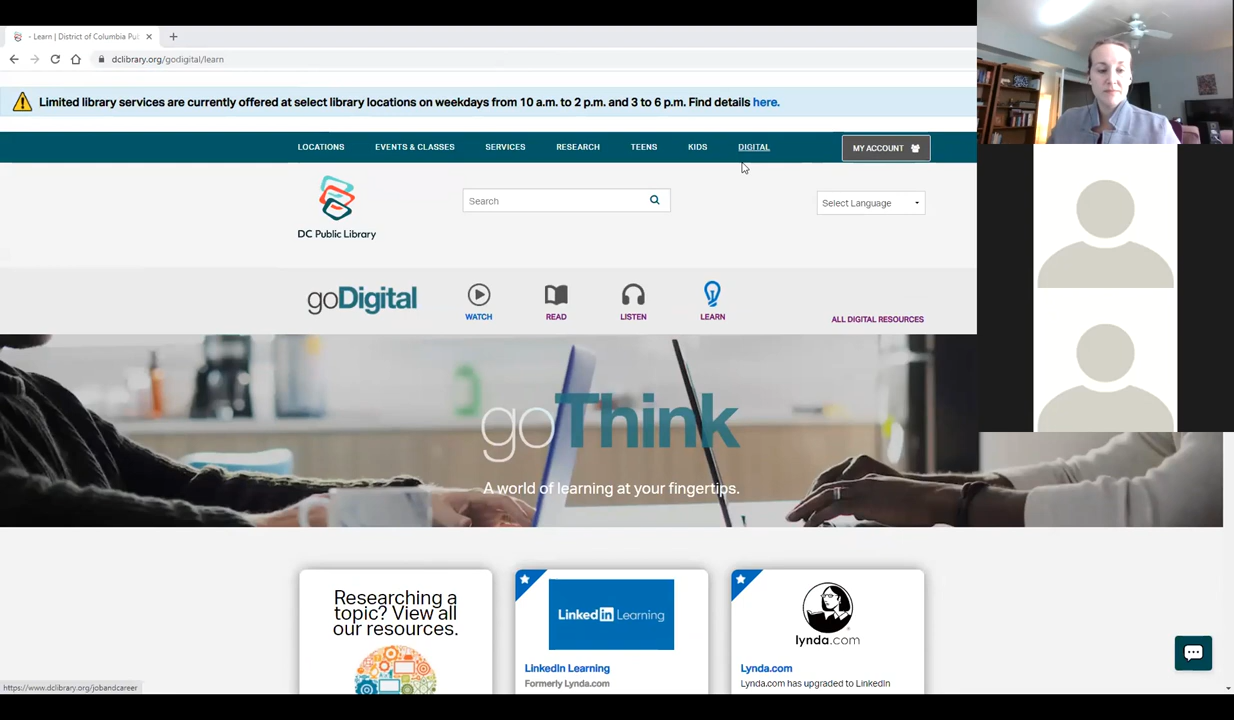 - Learn | District of Columbia Pu
dclibrary.org/godigital/learn
Limited library services are currently offered at select library locations on weekdays from 10 a.m. to 2 p.m. and 3 to 6 p.m. Find details here.
LOCATIONS EVENTS & CLASSES SERVICES RESEARCH TEENS KIDS DIGITAL MY ACCOUNT
Search
Select Language
DC Public Library
goDigital
WATCH READ LISTEN LEARN
ALL DIGITAL RESOURCES
goThink
A world of learning at your fingertips.
Researching a
topic? View all
our resources.
Linked in Learning
LinkedIn Learning
Formerly Lynda.com
lynda.com
Lynda.com
Lynda.com has upgraded to LinkedIn
https://www.dclibrary.org/jobandcareer